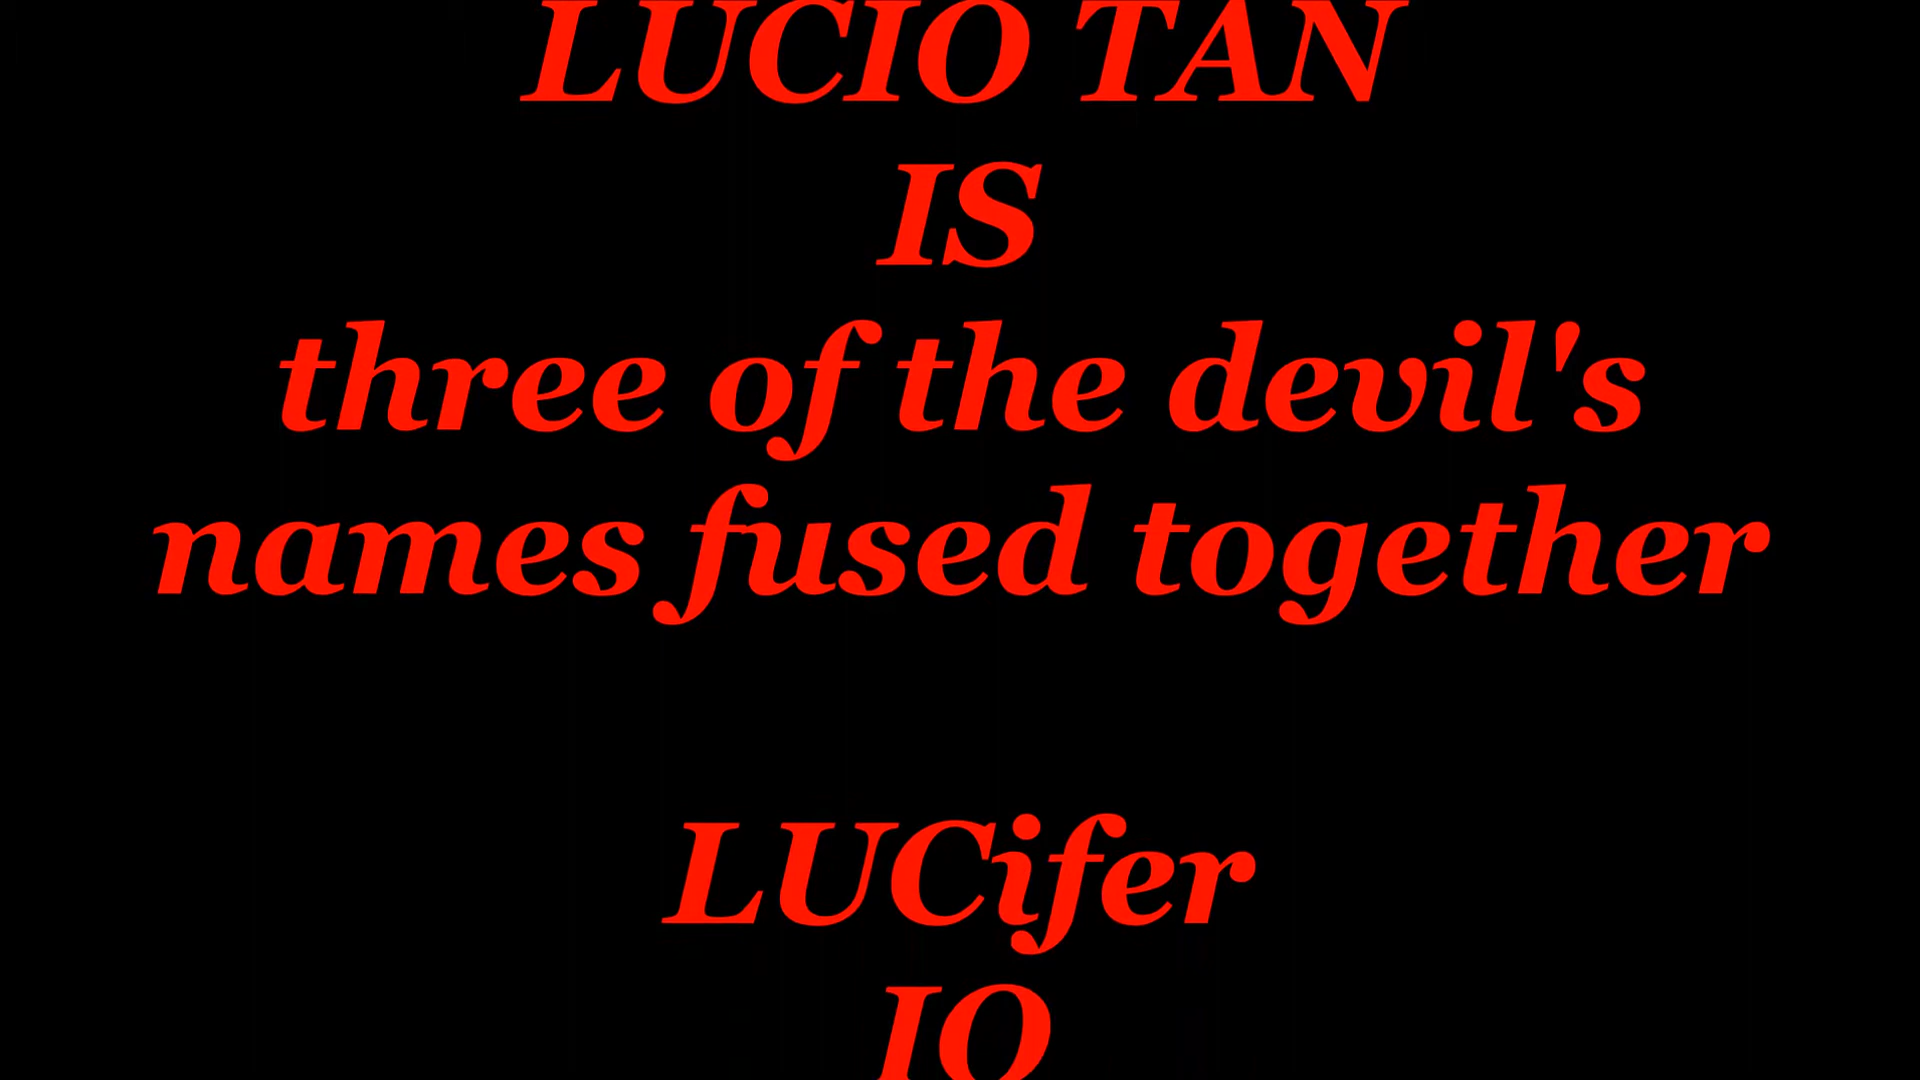 LUCIO TAN
IS
three of the devil's
names fused together
LUCifer
IO